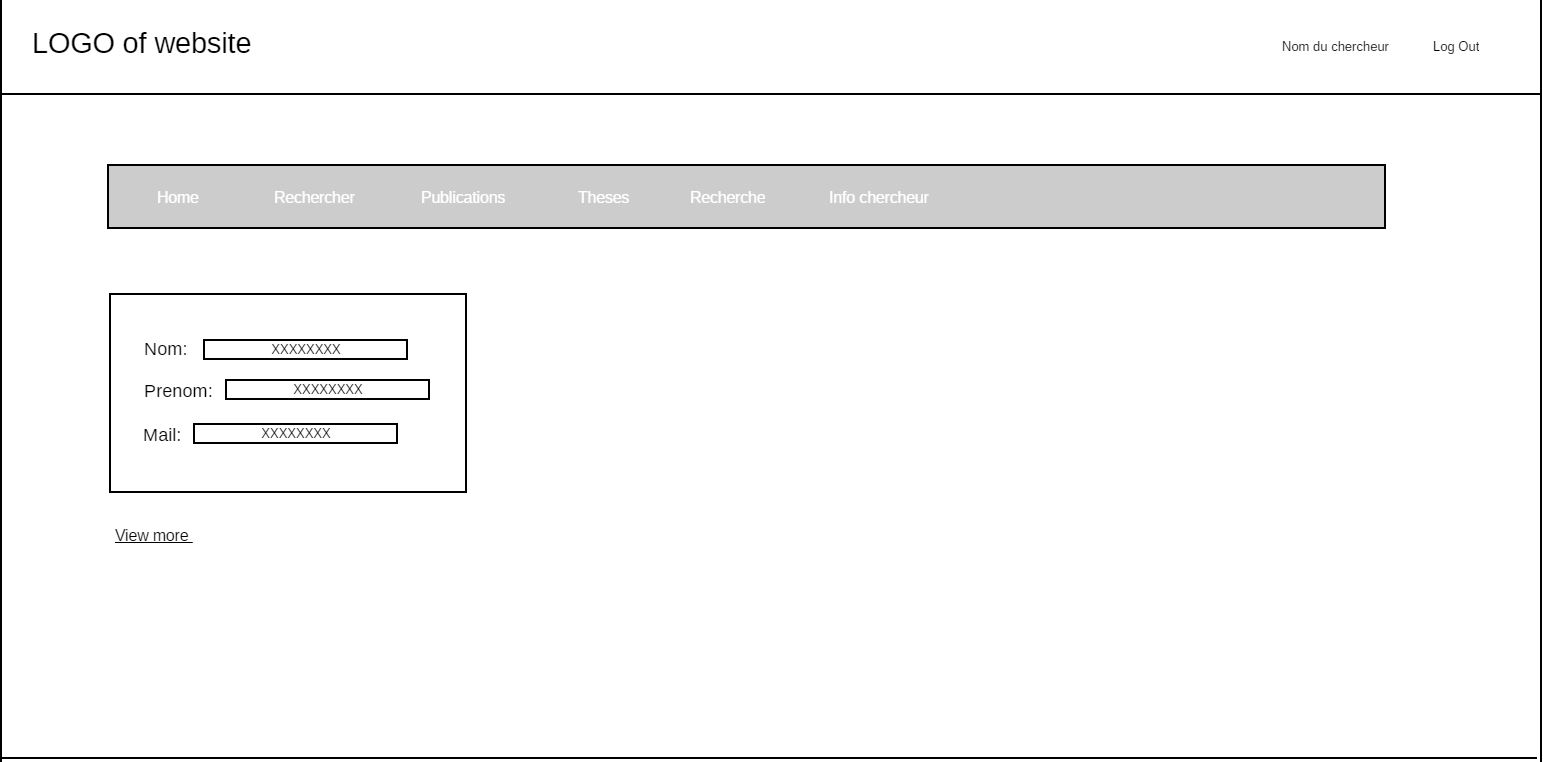 LOGO of website
Nom du chercheur Log Out
Home Rechercher Publications Theses Recherche Info chercheur
Nom: XXXXXXXX
Prenom: XXXXXXXX
Mail: XXXXXXXX
View more